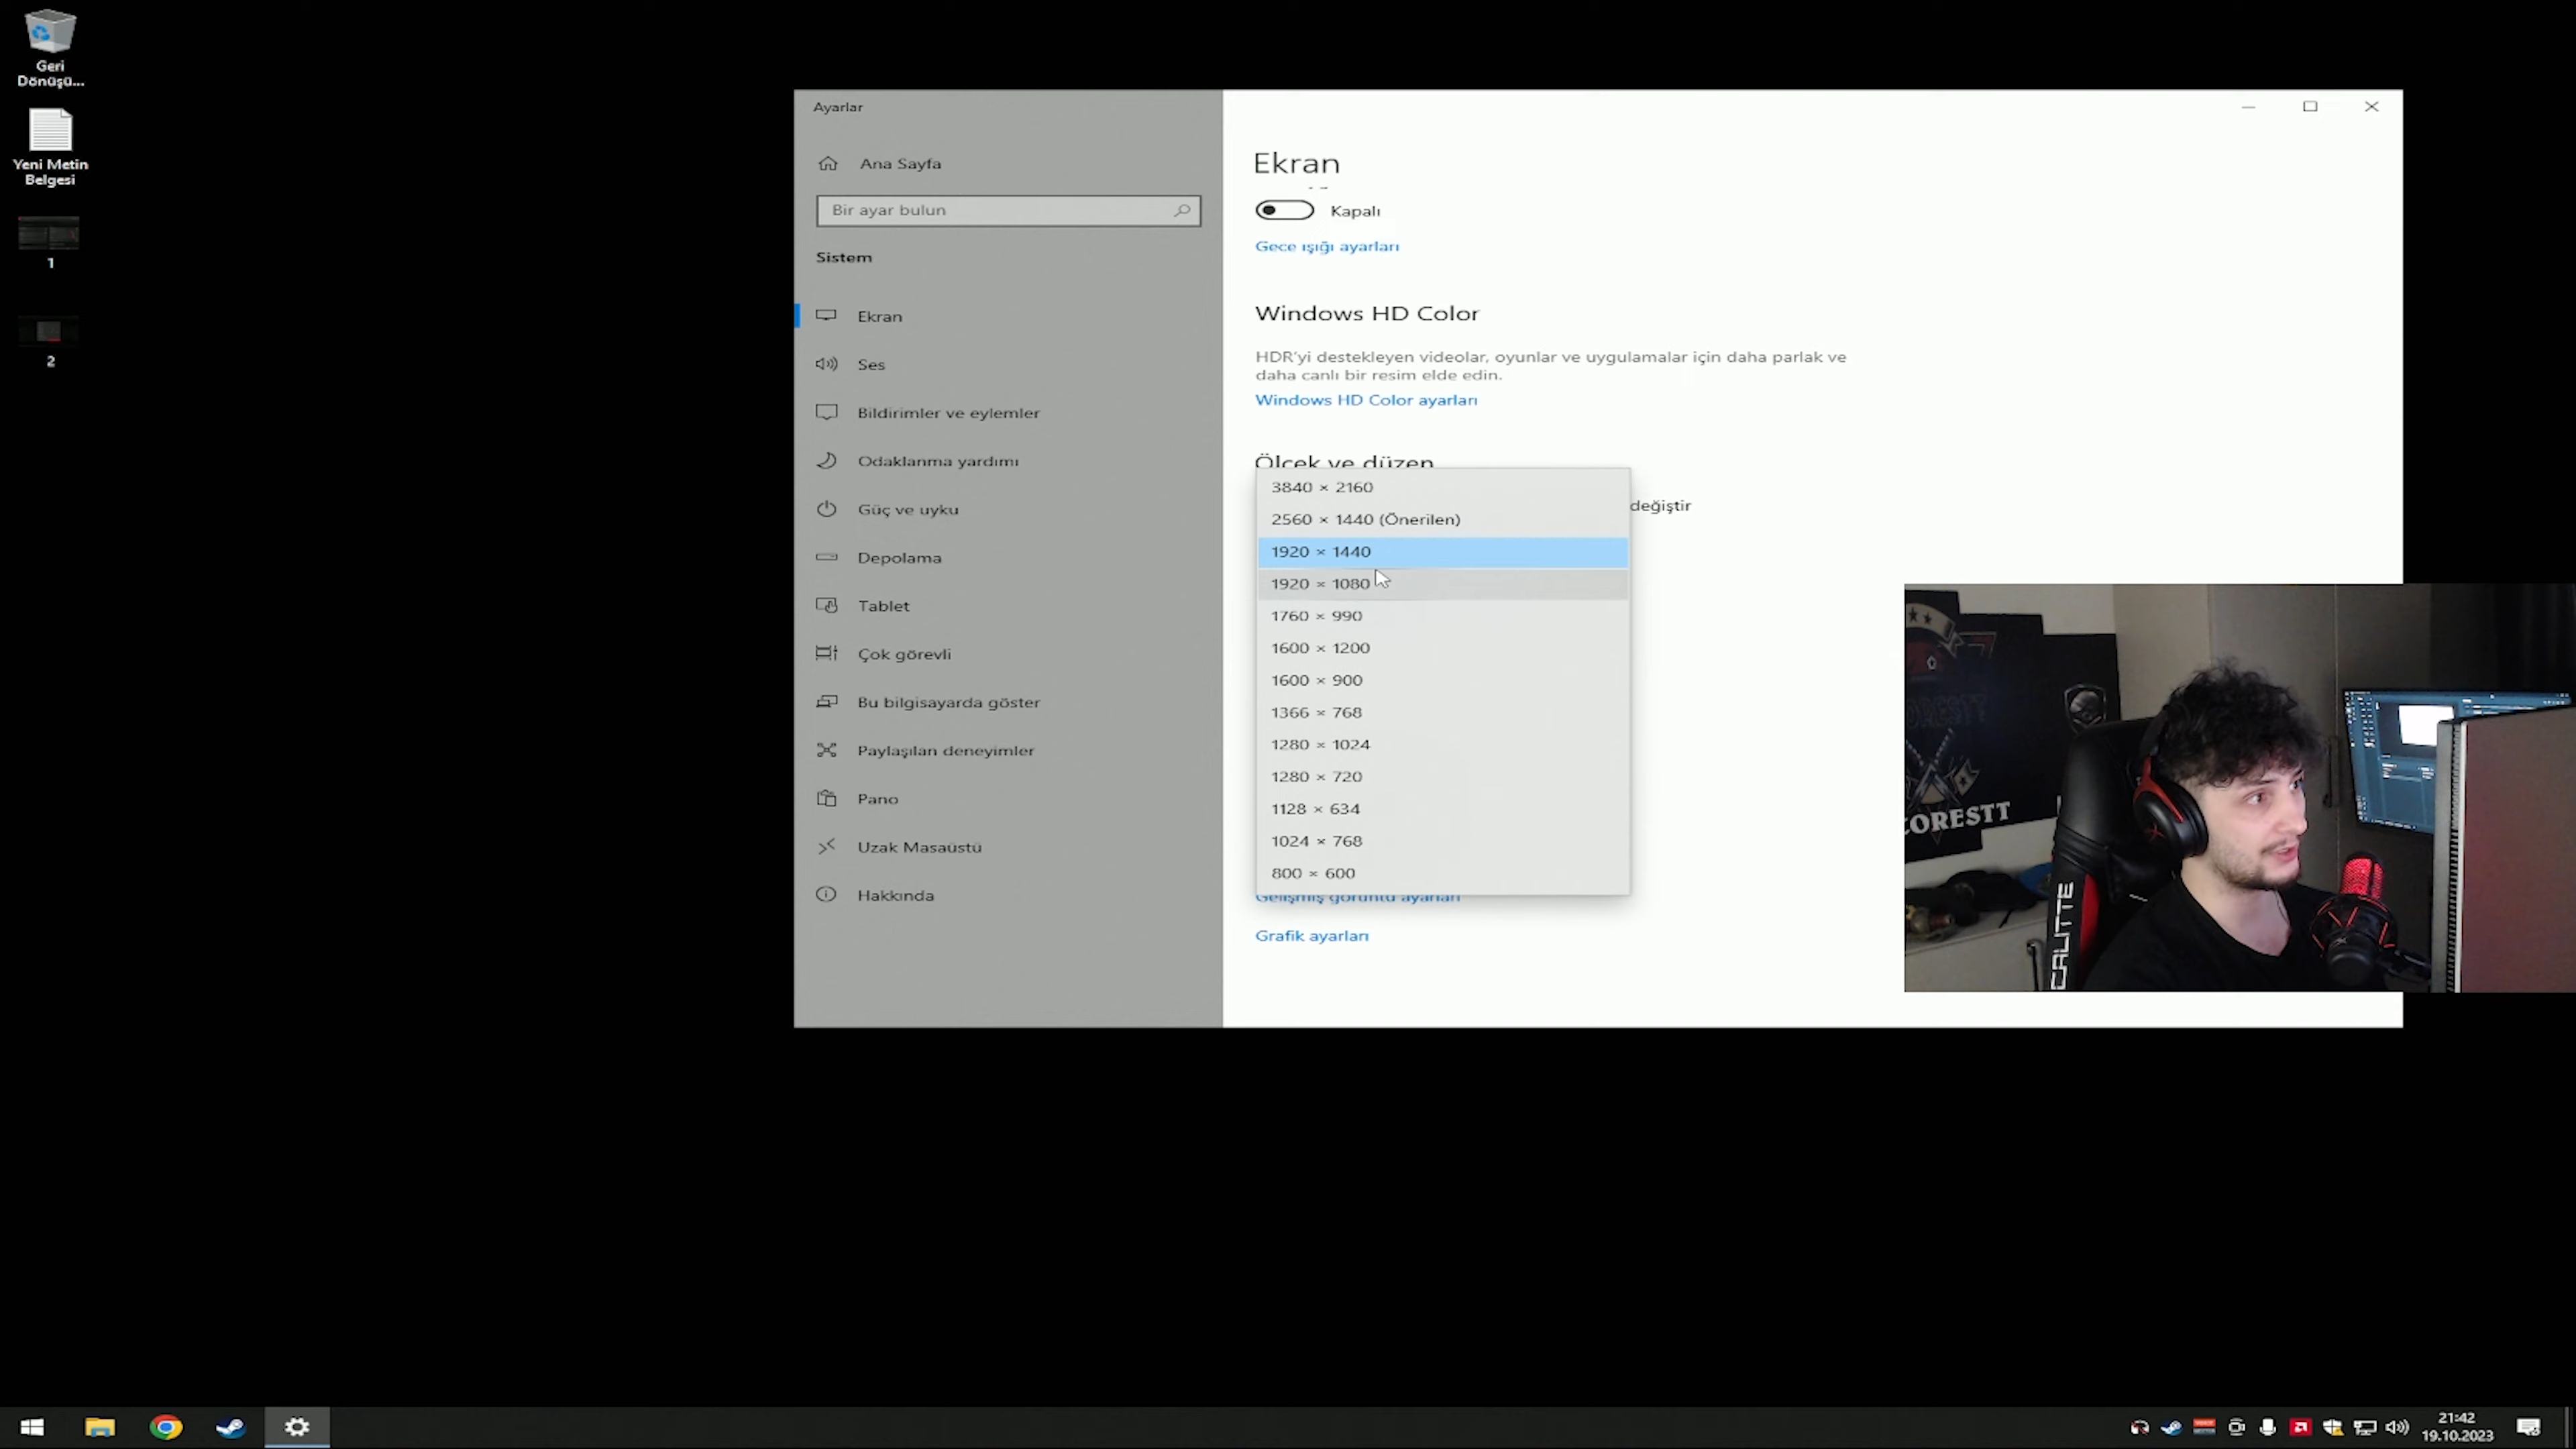 Geri
Dönüşü...
Yeni Metin
Belgesi
1
2
Ayarlar
Ana Sayfa
Bir ayar bulun
Sistem
Ekran
Ses
Bildirimler ve eylemler
Odaklanma yardımı
Güç ve uyku
Depolama
Tablet
Çok görevli
Bu bilgisayarda göster
Paylaşılan deneyimler
Pano
Uzak Masaüstü
Hakkında
Ekran
Kapalı
Gece ışığı ayarları
Windows HD Color
HDR'yi destekleyen videolar, oyunlar ve uygulamalar için daha parlak ve
daha canlı bir resim elde edin.
Windows HD Color ayarları
Ölçek ve düzen
değiştir
3840 × 2160
2560 × 1440 (Önerilen)
1920 × 1440
1920 × 1080
1760 × 990
1600 × 1200
1600 × 900
1366 × 768
1280 × 1024
1280 × 720
1128 × 634
1024 × 768
800 × 600
Gelişmiş görüntü ayarları
Grafik ayarları
ORESTT
CALITTE
21:42
19.10.2023